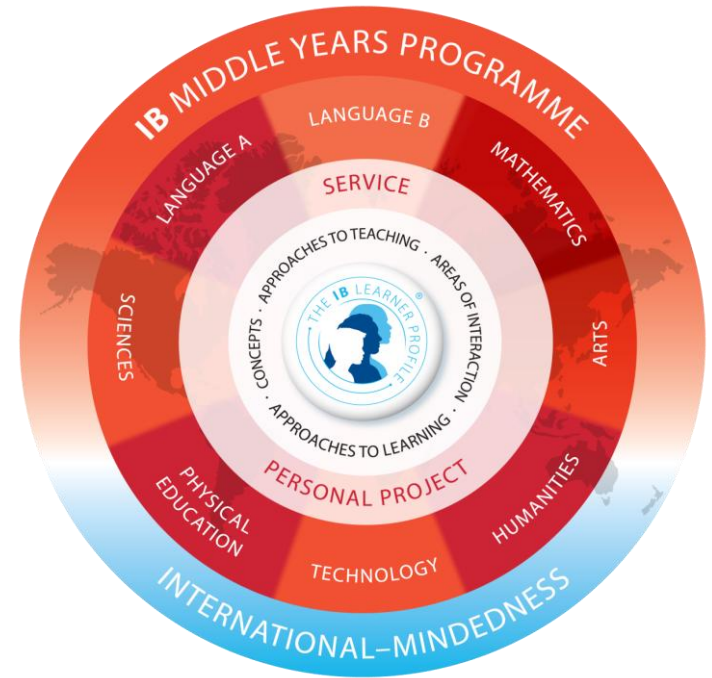 IB MIDDLE YEARS PROGRAMME
LANGUAGE A
LANGUAGE B
MATHEMATICS
SCIENCES
ARTS
PHYSICAL
EDUCATION
TECHNOLOGY
HUMANITIES
SERVICE
PERSONAL PROJECT
APPROACHES TO TEACHING · AREAS OF INTERACTION ·
APPROACHES TO LEARNING · CONCEPTS ·
THE IB LEARNER PROFILE
®
INTERNATIONAL–MINDEDNESS